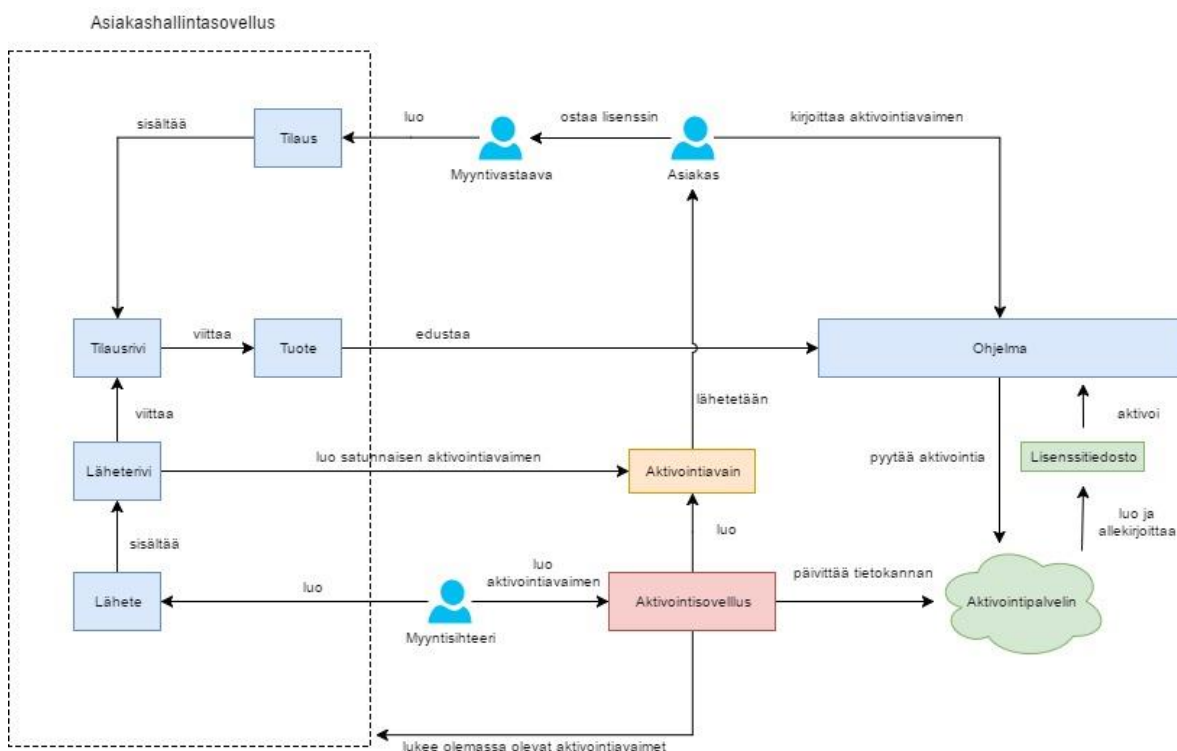 Asiakashallintasovellus
sisältää
Tilaus
luo
Myyntivastaava
ostaa lisenssin
Asiakas
kirjoittaa aktivointiavaimen
Tilausrivi
viittaa
Tuote
edustaa
Ohjelma
viittaa
lähetetään
aktivoi
Läheterivi
luo satunnaisen aktivointiavaimen
Aktivointiavain
pyytää aktivointia
Lisenssitiedosto
sisältää
luo
luo ja
allekirjoittaa
Lähete
luo
Myyntisihteeri
luo
aktivointiavaimen
Aktivointisovelllus
päivittää tietokannan
Aktivointipalvelin
lukee olemassa olevat aktivointiavaimet